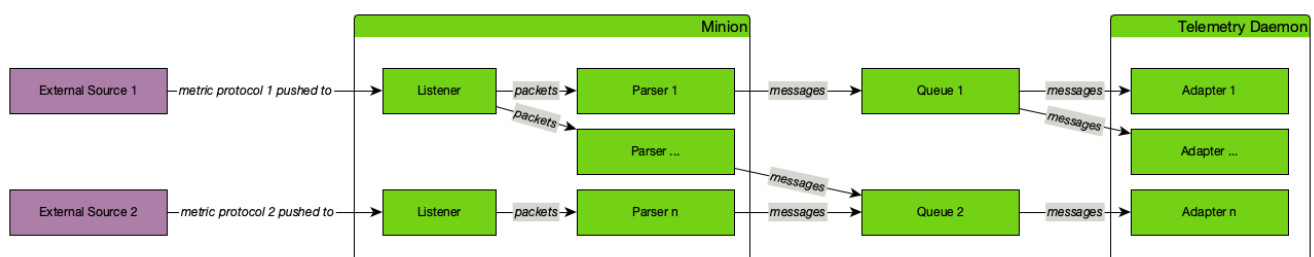 Minion
Telemetry Daemon
External Source 1
metric protocol 1 pushed to
Listener
packets
Parser 1
messages
Queue 1
messages
Adapter 1
packets
messages
Parser ...
Adapter ...
messages
External Source 2
metric protocol 2 pushed to
Listener
packets
Parser n
messages
Queue 2
messages
Adapter n